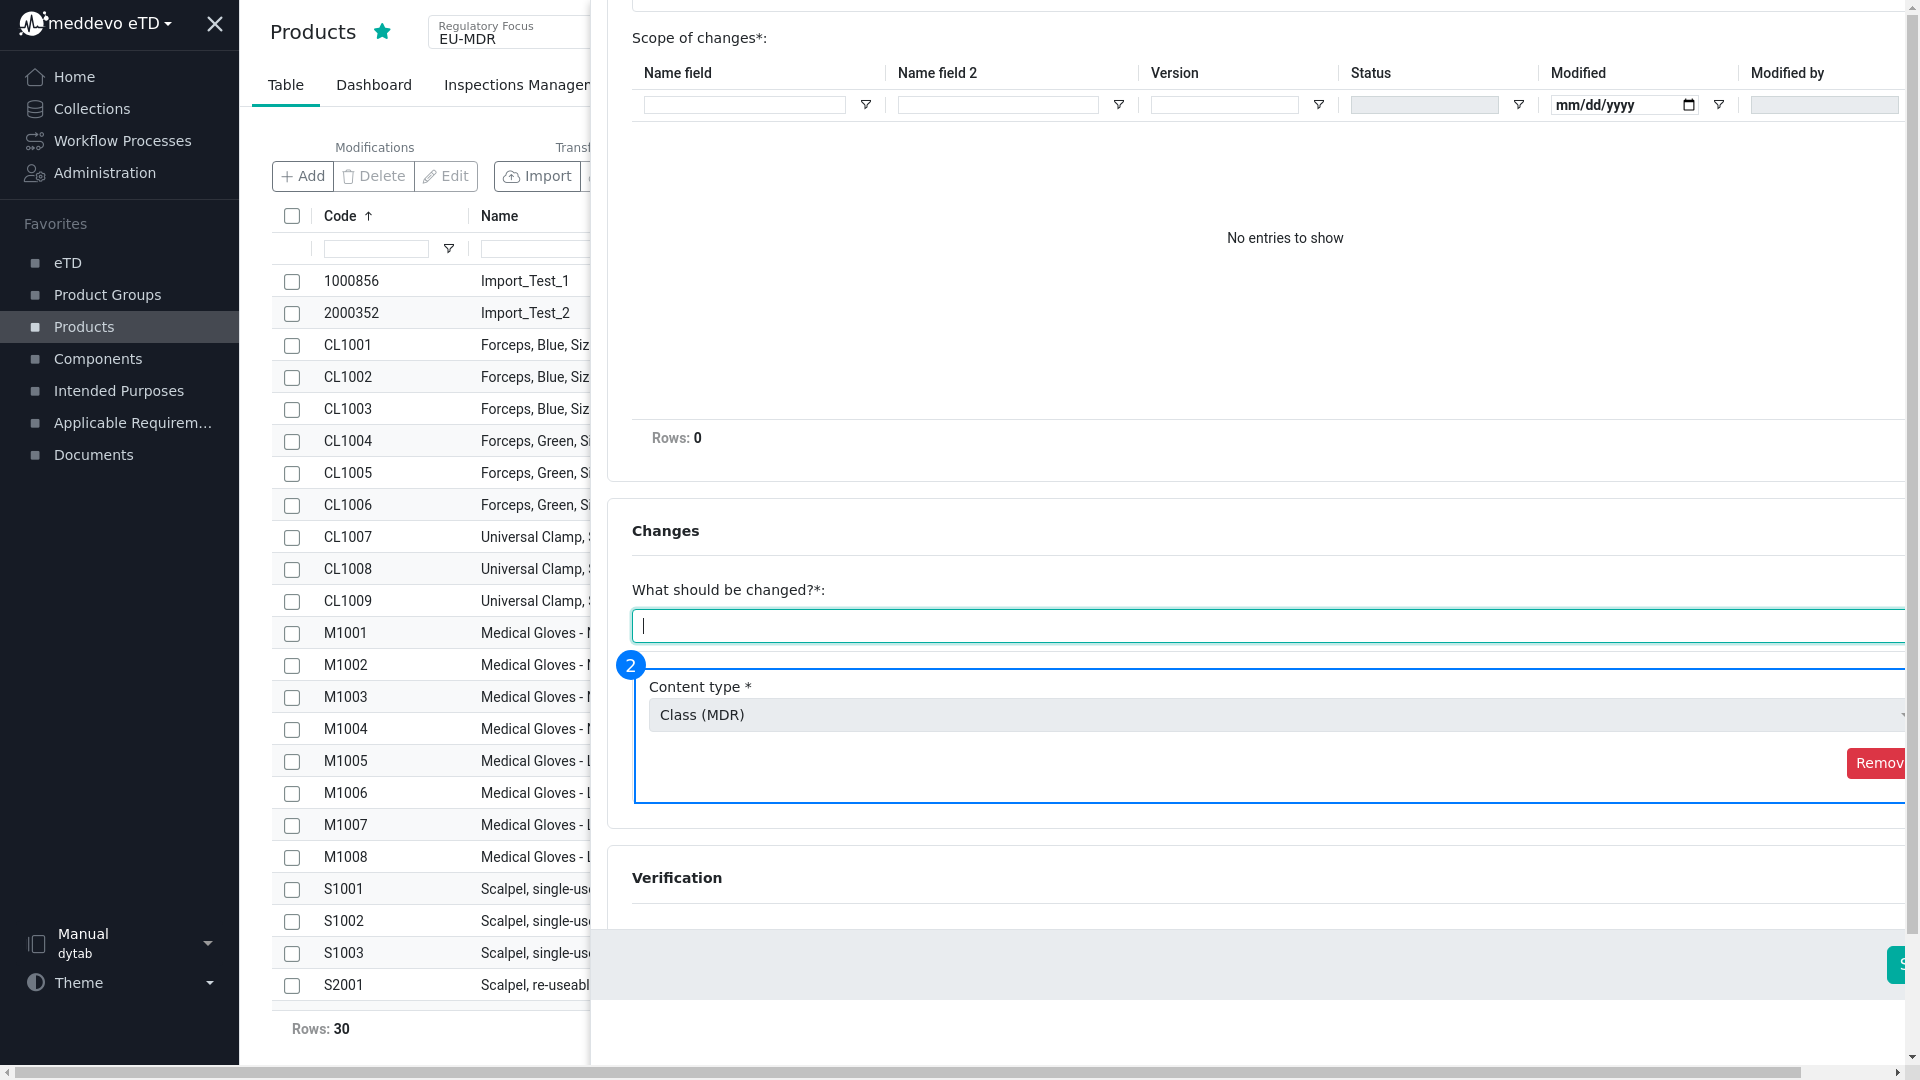 meddevo eTD
Home
Collections
Workflow Processes
Administration
Favorites
eTD
Product Groups
Products
Components
Intended Purposes
Applicable Requirem...
Documents
Manual
dytab
Theme
Products
Regulatory Focus
EU-MDR
Table
Dashboard
Inspections Manager
Modifications
Transf
Add
Delete
Edit
Import
Code
Name
1000856 Import_Test_1
2000352 Import_Test_2
CL1001 Forceps, Blue, Siz
CL1002 Forceps, Blue, Siz
CL1003 Forceps, Blue, Siz
CL1004 Forceps, Green, Si
CL1005 Forceps, Green, Si
CL1006 Forceps, Green, Si
CL1007 Universal Clamp,
CL1008 Universal Clamp,
CL1009 Universal Clamp,
M1001 Medical Gloves -
M1002 Medical Gloves -
M1003 Medical Gloves -
M1004 Medical Gloves -
M1005 Medical Gloves - L
M1006 Medical Gloves - L
M1007 Medical Gloves - L
M1008 Medical Gloves - L
S1001 Scalpel, single-us
S1002 Scalpel, single-us
S1003 Scalpel, single-us
S2001 Scalpel, re-useabl
Rows: 30
Scope of changes*:
Name field
Name field 2
Version
Status
Modified
Modified by
mm/dd/yyyy
No entries to show
Rows: 0
Changes
What should be changed?*:
2
Content type *
Class (MDR)
Remov
Verification
S